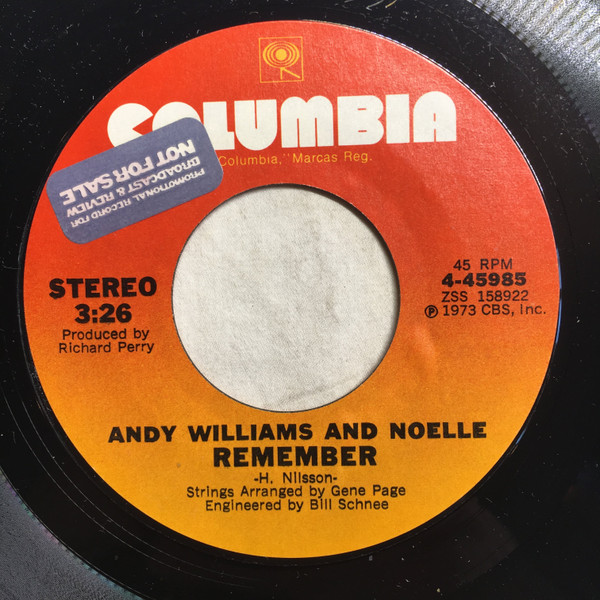 COLUMBIA
Columbia," Marcas Reg.
PROMOTIONAL RECORD FOR
BROADCAST & REVIEW
NOT FOR SALE
STEREO
3:26
Produced by
Richard Perry
45 RPM
4-45985
ZSS 158922
℗ 1973 CBS, Inc.
ANDY WILLIAMS AND NOELLE
REMEMBER
-H. Nilsson-
Strings Arranged by Gene Page
Engineered by Bill Schnee